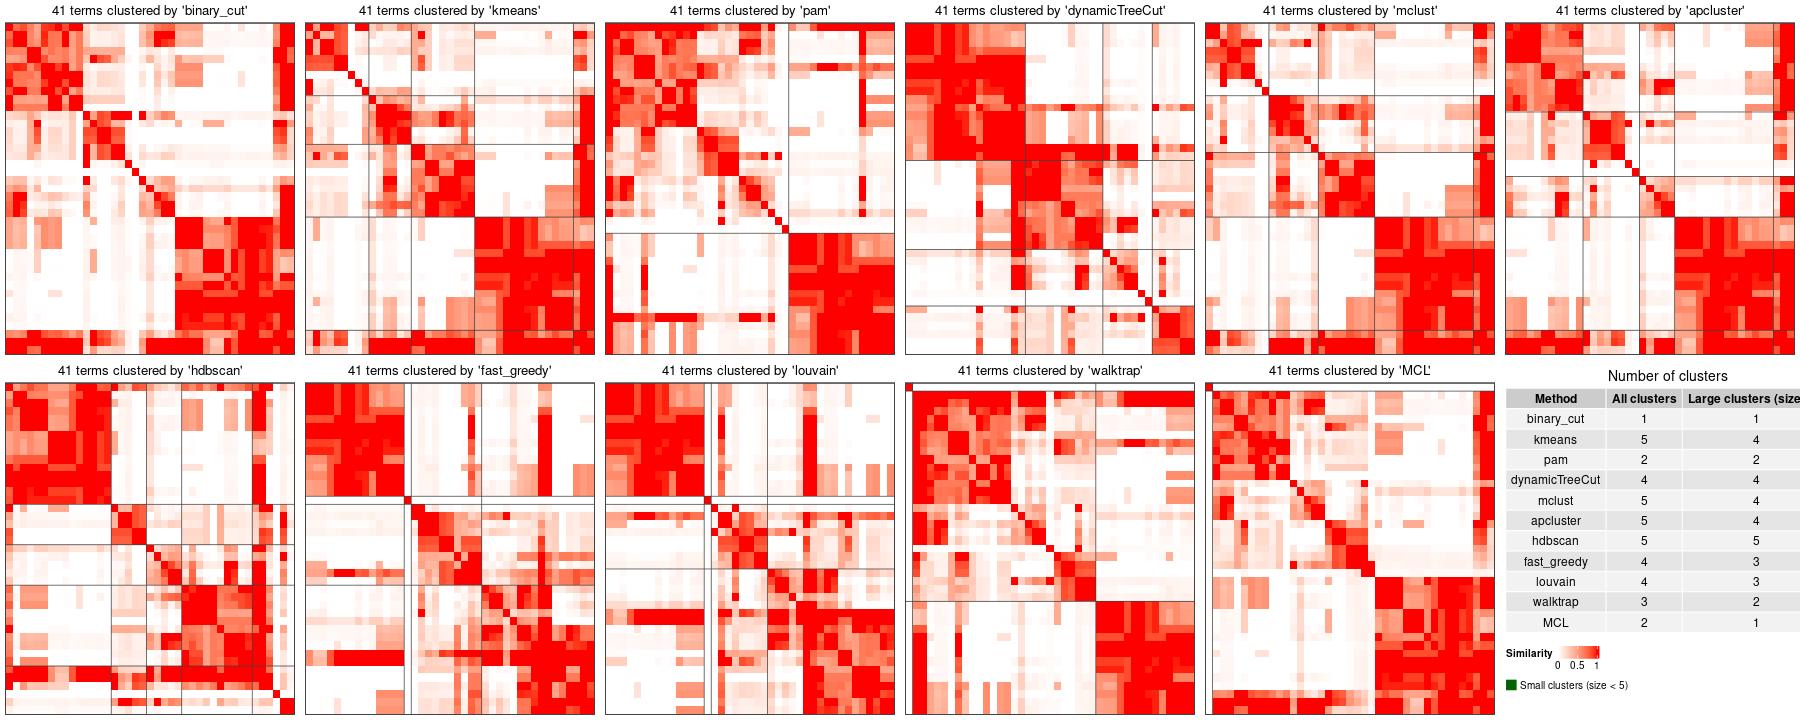 41 terms clustered by 'binary_cut'
41 terms clustered by 'kmeans'
41 terms clustered by 'pam'
41 terms clustered by 'dynamicTreeCut'
41 terms clustered by 'mclust'
41 terms clustered by 'apcluster'
41 terms clustered by 'hdbscan'
41 terms clustered by 'fast_greedy'
41 terms clustered by 'louvain'
41 terms clustered by 'walktrap'
41 terms clustered by 'MCL'
Number of clusters
Method All clusters Large clusters (size
binary_cut 1 1
kmeans 5 4
pam 2 2
dynamicTreeCut 4 4
mclust 5 4
apcluster 5 4
hdbscan 5 5
fast_greedy 4 3
louvain 4 3
walktrap 3 2
MCL 2 1
Similarity
0 0.5 1
Small clusters (size < 5)